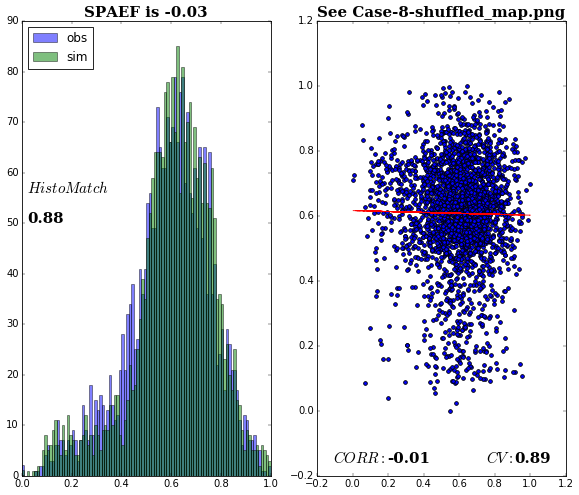 SPAEF is -0.03
See Case-8-shuffled_map.png
90
80
70
60
50
40
30
20
10
0
0.0 0.2 0.4 0.6 0.8 1.0
obs
sim
HistoMatch
0.88
1.2
1.0
0.8
0.6
0.4
0.2
0.0
−0.2
−0.2 0.0 0.2 0.4 0.6 0.8 1.0 1.2
CORR: -0.01
CV: 0.89